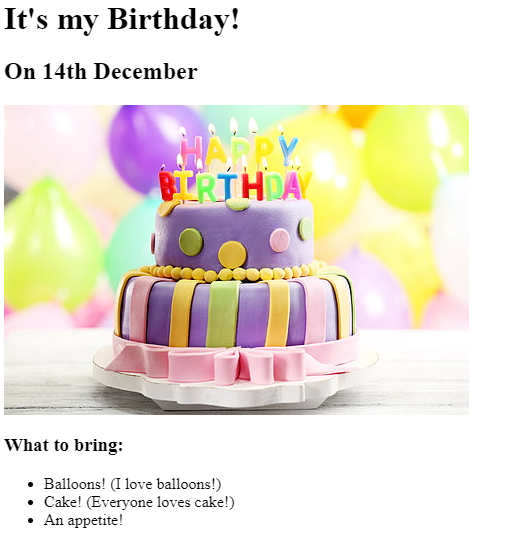 It's my Birthday!
On 14th December
HAPPY
BIRTHDAY
What to bring:
Balloons! (I love balloons!)
Cake! (Everyone loves cake!)
An appetite!